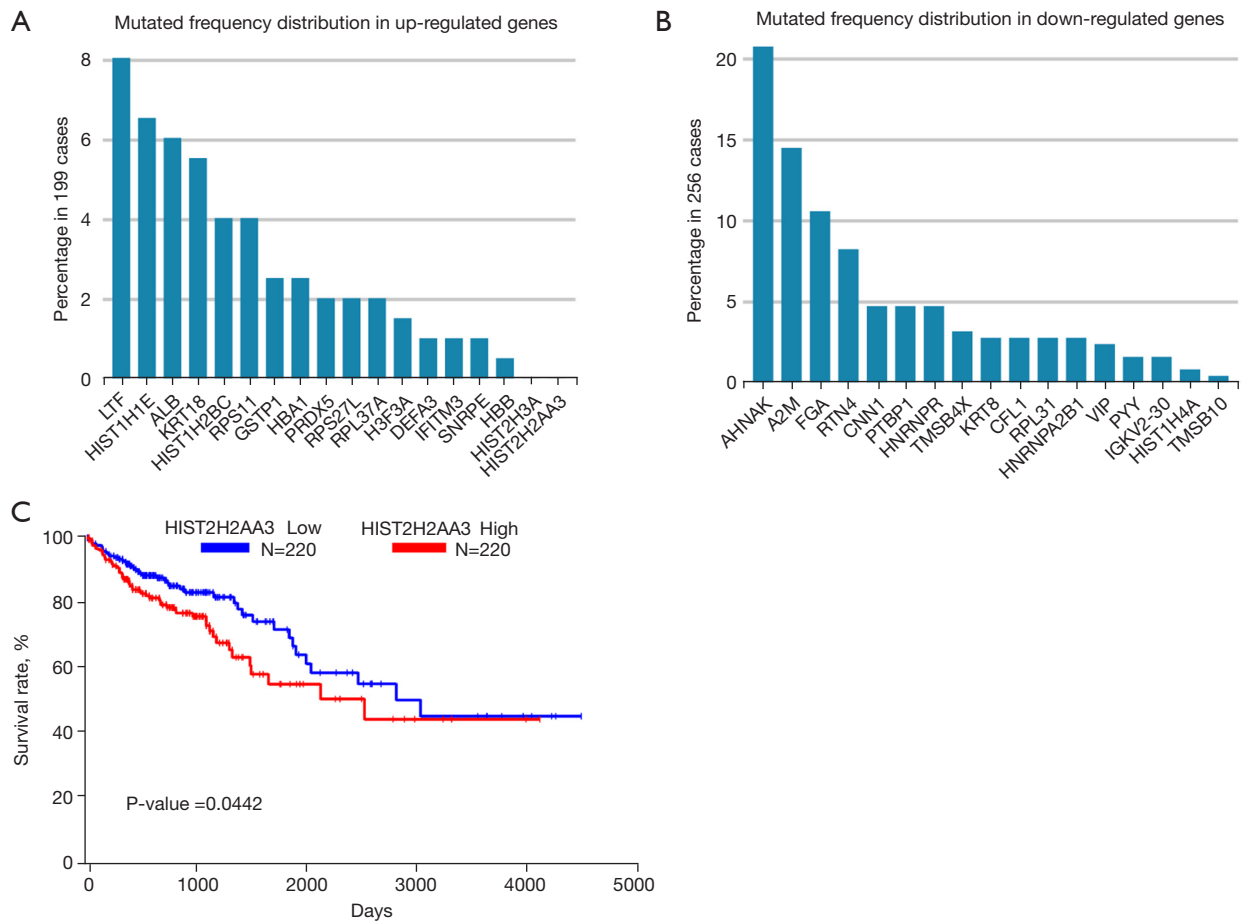 A
Mutated frequency distribution in up-regulated genes
Percentage in 199 cases
8
6
4
2
0
LTF
HIST1H1E
ALB
KRT18
HIST1H2BC
RPS11
GSTP1
HBA1
PRDX5
RPS27L
RPL37A
H3F3A
DEFA3
IFITM3
SNRPE
HBB
HIST2H3A
HIST2H2AA3
B
Mutated frequency distribution in down-regulated genes
Percentage in 256 cases
20
15
10
5
0
AHNAK
A2M
FGA
RTN4
CNN1
PTBP1
HNRNPR
TMSB4X
KRT8
CFL1
RPL31
HNRNPA2B1
VIP
PYY
IGKV2-30
HIST1H4A
TMSB10
C
HIST2H2AA3 Low
N=220
HIST2H2AA3 High
N=220
Survival rate, %
100
80
60
40
20
0
P-value =0.0442
0 1000 2000 3000 4000 5000
Days